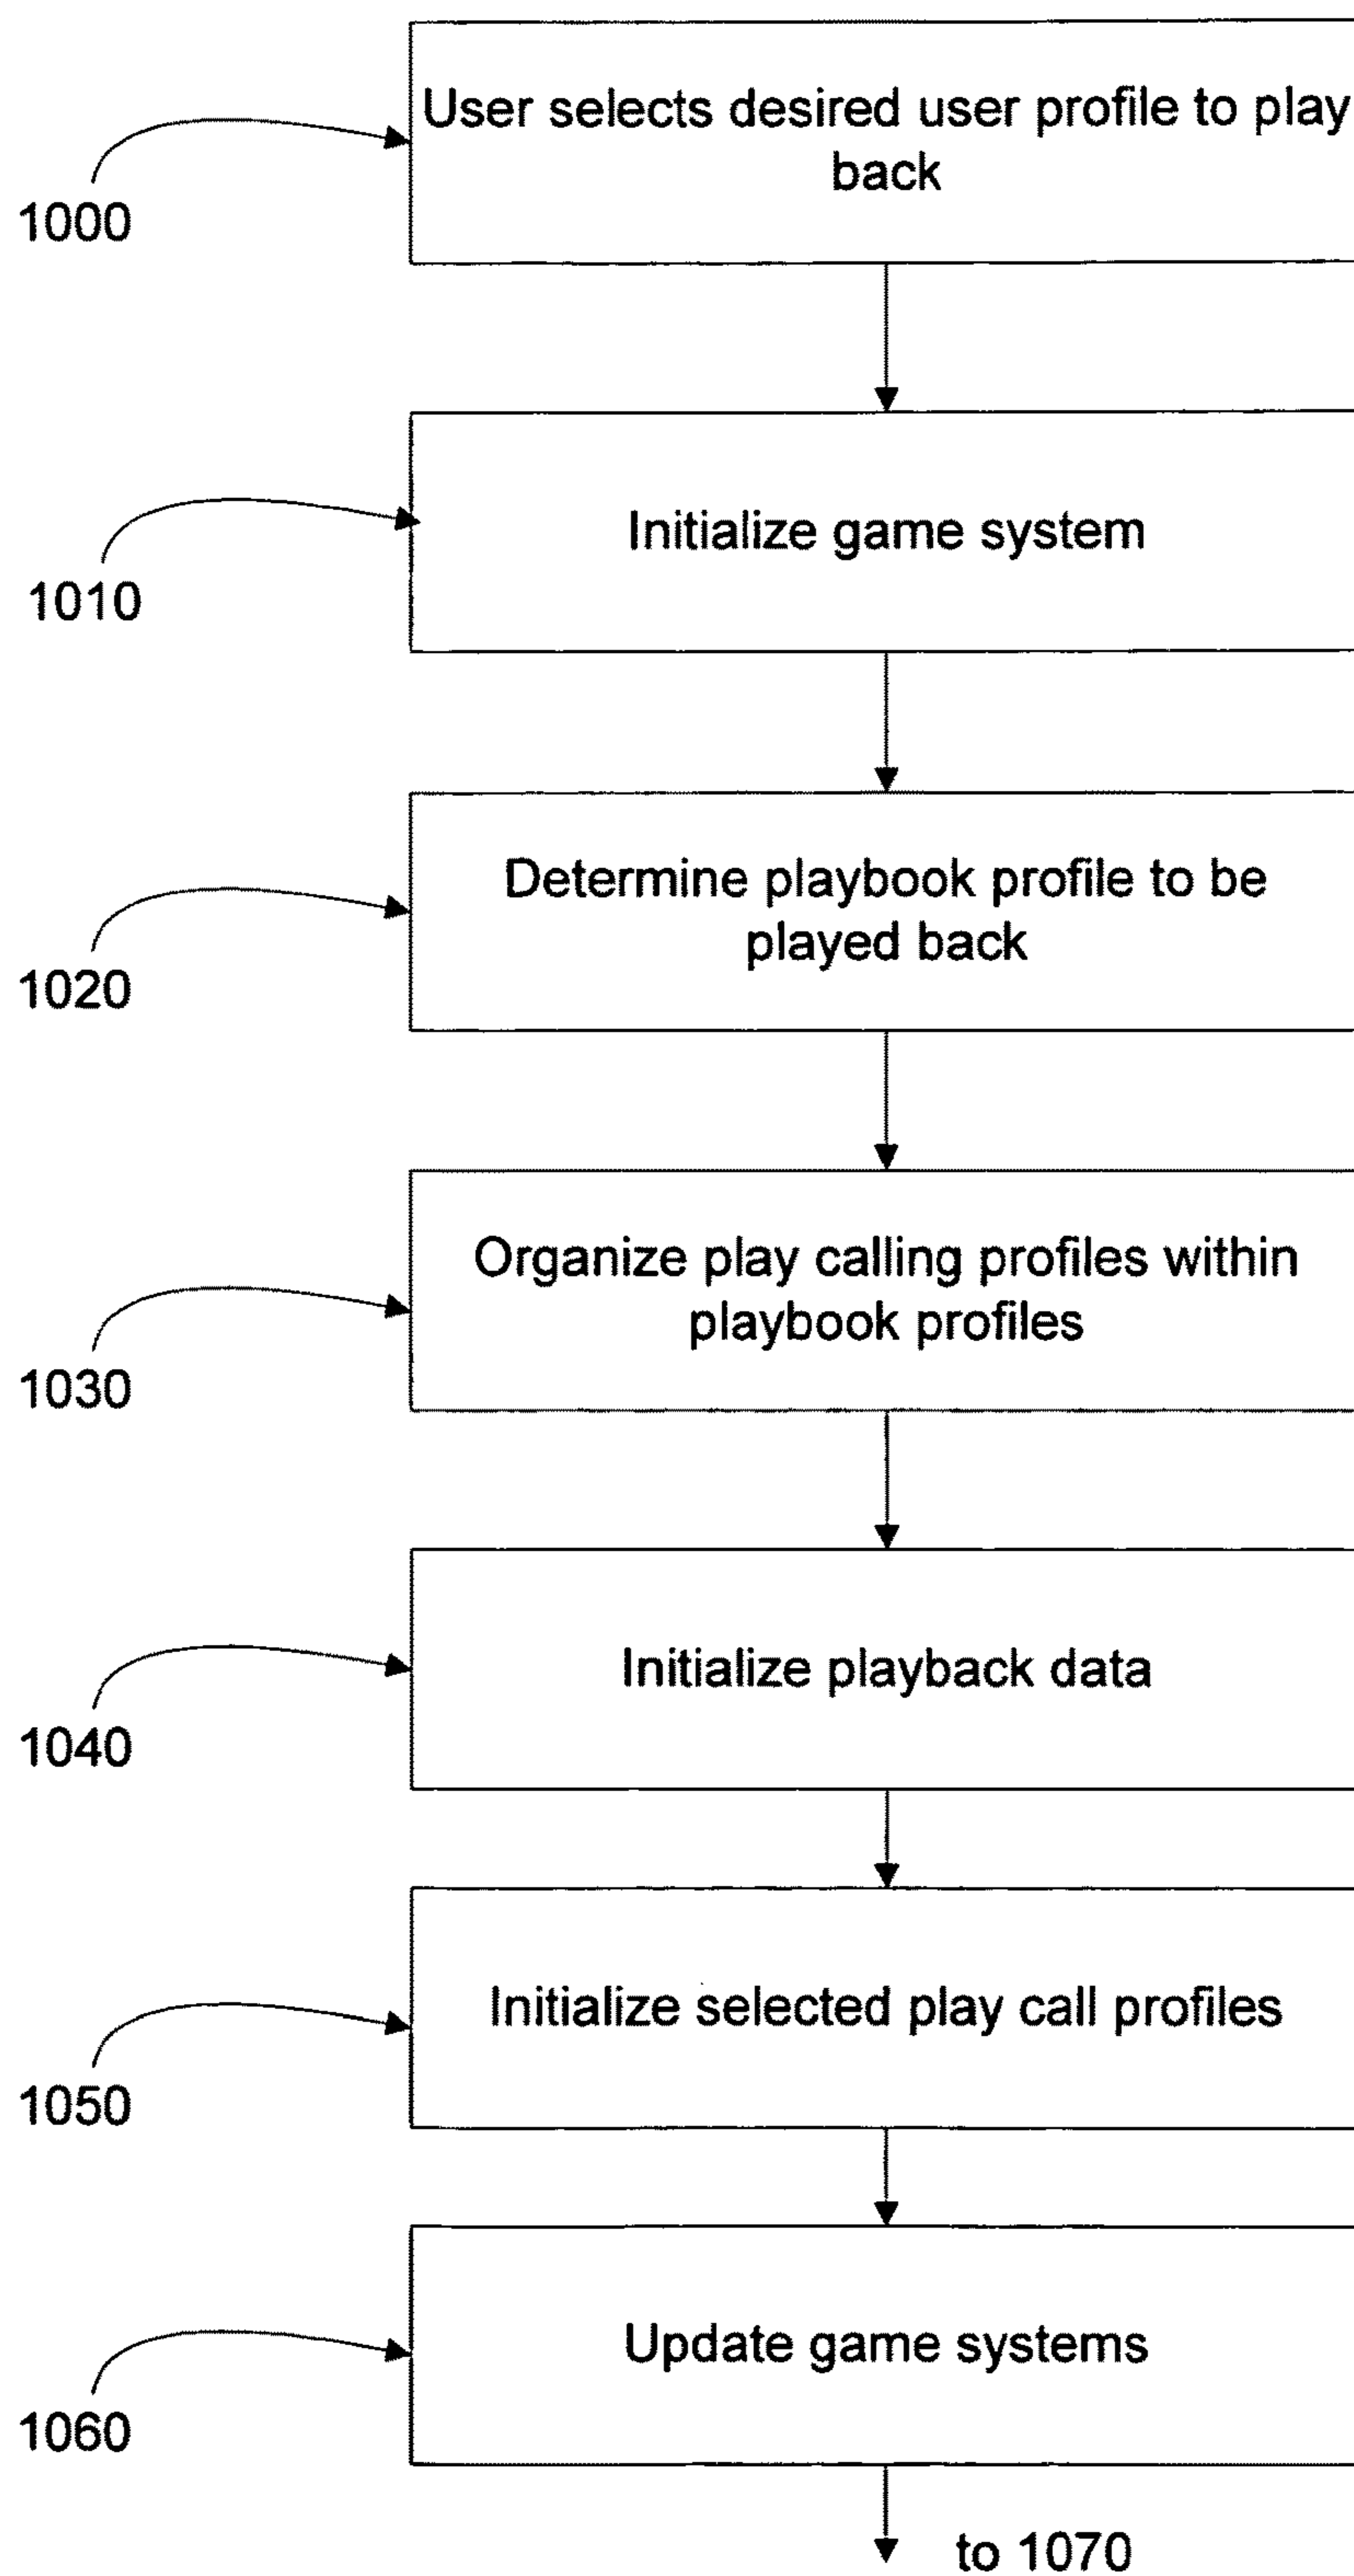 User selects desired user profile to play
back
1000
Initialize game system
1010
Determine playbook profile to be
played back
1020
Organize play calling profiles within
playbook profiles
1030
Initialize playback data
1040
Initialize selected play call profiles
1050
Update game systems
1060
to 1070